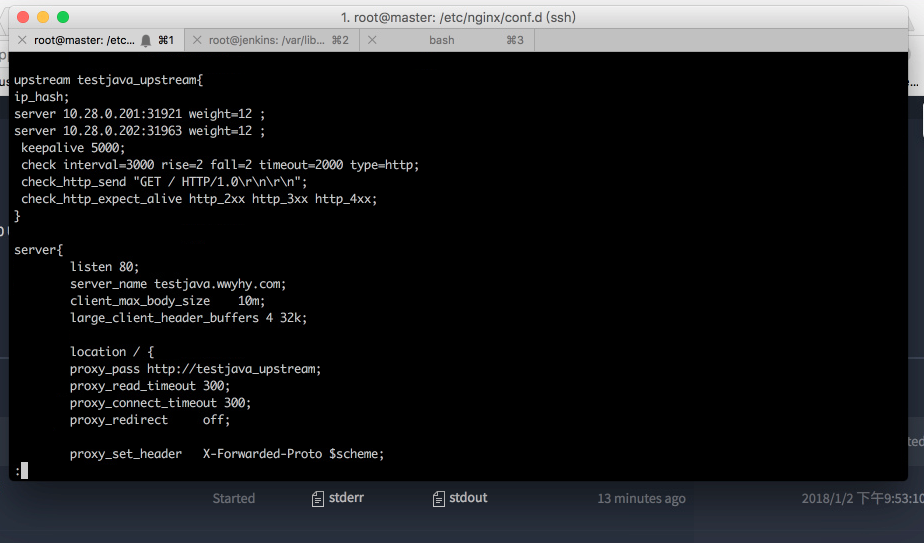 1. root@master: /etc/nginx/conf.d (ssh)
root@master: /etc... ⌘1 root@jenkins: /var/lib... ⌘2 bash ⌘3
upstream testjava_upstream{
ip_hash;
server 10.28.0.201:31921 weight=12 ;
server 10.28.0.202:31963 weight=12 ;
 keepalive 5000;
 check interval=3000 rise=2 fall=2 timeout=2000 type=http;
 check_http_send "GET / HTTP/1.0\r\n\r\n";
 check_http_expect_alive http_2xx http_3xx http_4xx;
}
server{
        listen 80;
        server_name testjava.wwyhy.com;
        client_max_body_size    10m;
        large_client_header_buffers 4 32k;
        location / {
        proxy_pass http://testjava_upstream;
        proxy_read_timeout 300;
        proxy_connect_timeout 300;
        proxy_redirect     off;
        proxy_set_header   X-Forwarded-Proto $scheme;
:
Started stderr stdout 13 minutes ago 2018/1/2 下午9:53:10